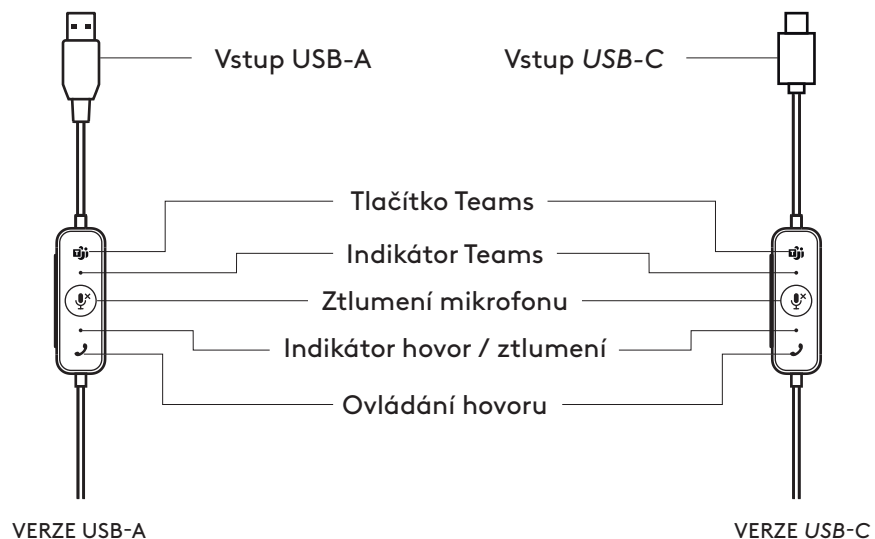 Vstup USB-A
Vstup USB-C
Tlačítko Teams
Indikátor Teams
Ztlumení mikrofonu
Indikátor hovor / ztlumení
Ovládání hovoru
VERZE USB-A
VERZE USB-C